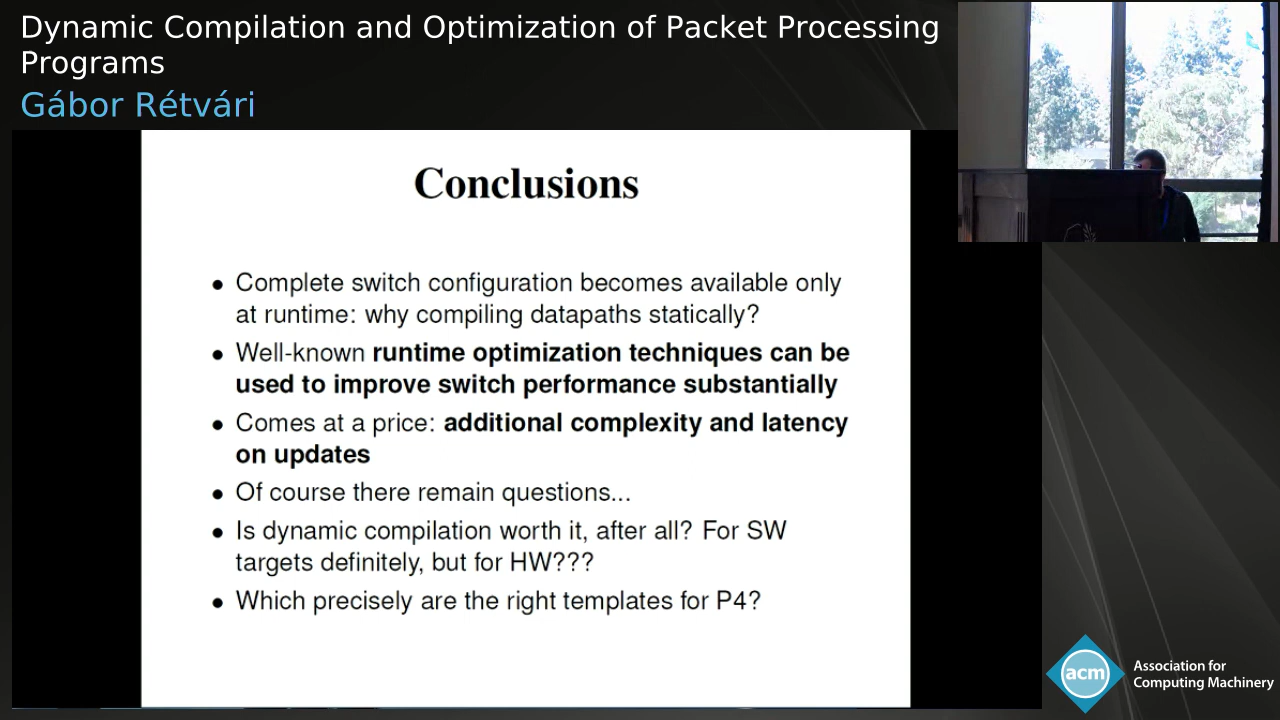 Dynamic Compilation and Optimization of Packet Processing
Programs
Gábor Rétvári
Conclusions
• Complete switch configuration becomes available only
at runtime: why compiling datapaths statically?
• Well-known runtime optimization techniques can be
used to improve switch performance substantially
• Comes at a price: additional complexity and latency
on updates
• Of course there remain questions...
• Is dynamic compilation worth it, after all? For SW
targets definitely, but for HW???
• Which precisely are the right templates for P4?
acm
Association for
Computing Machinery